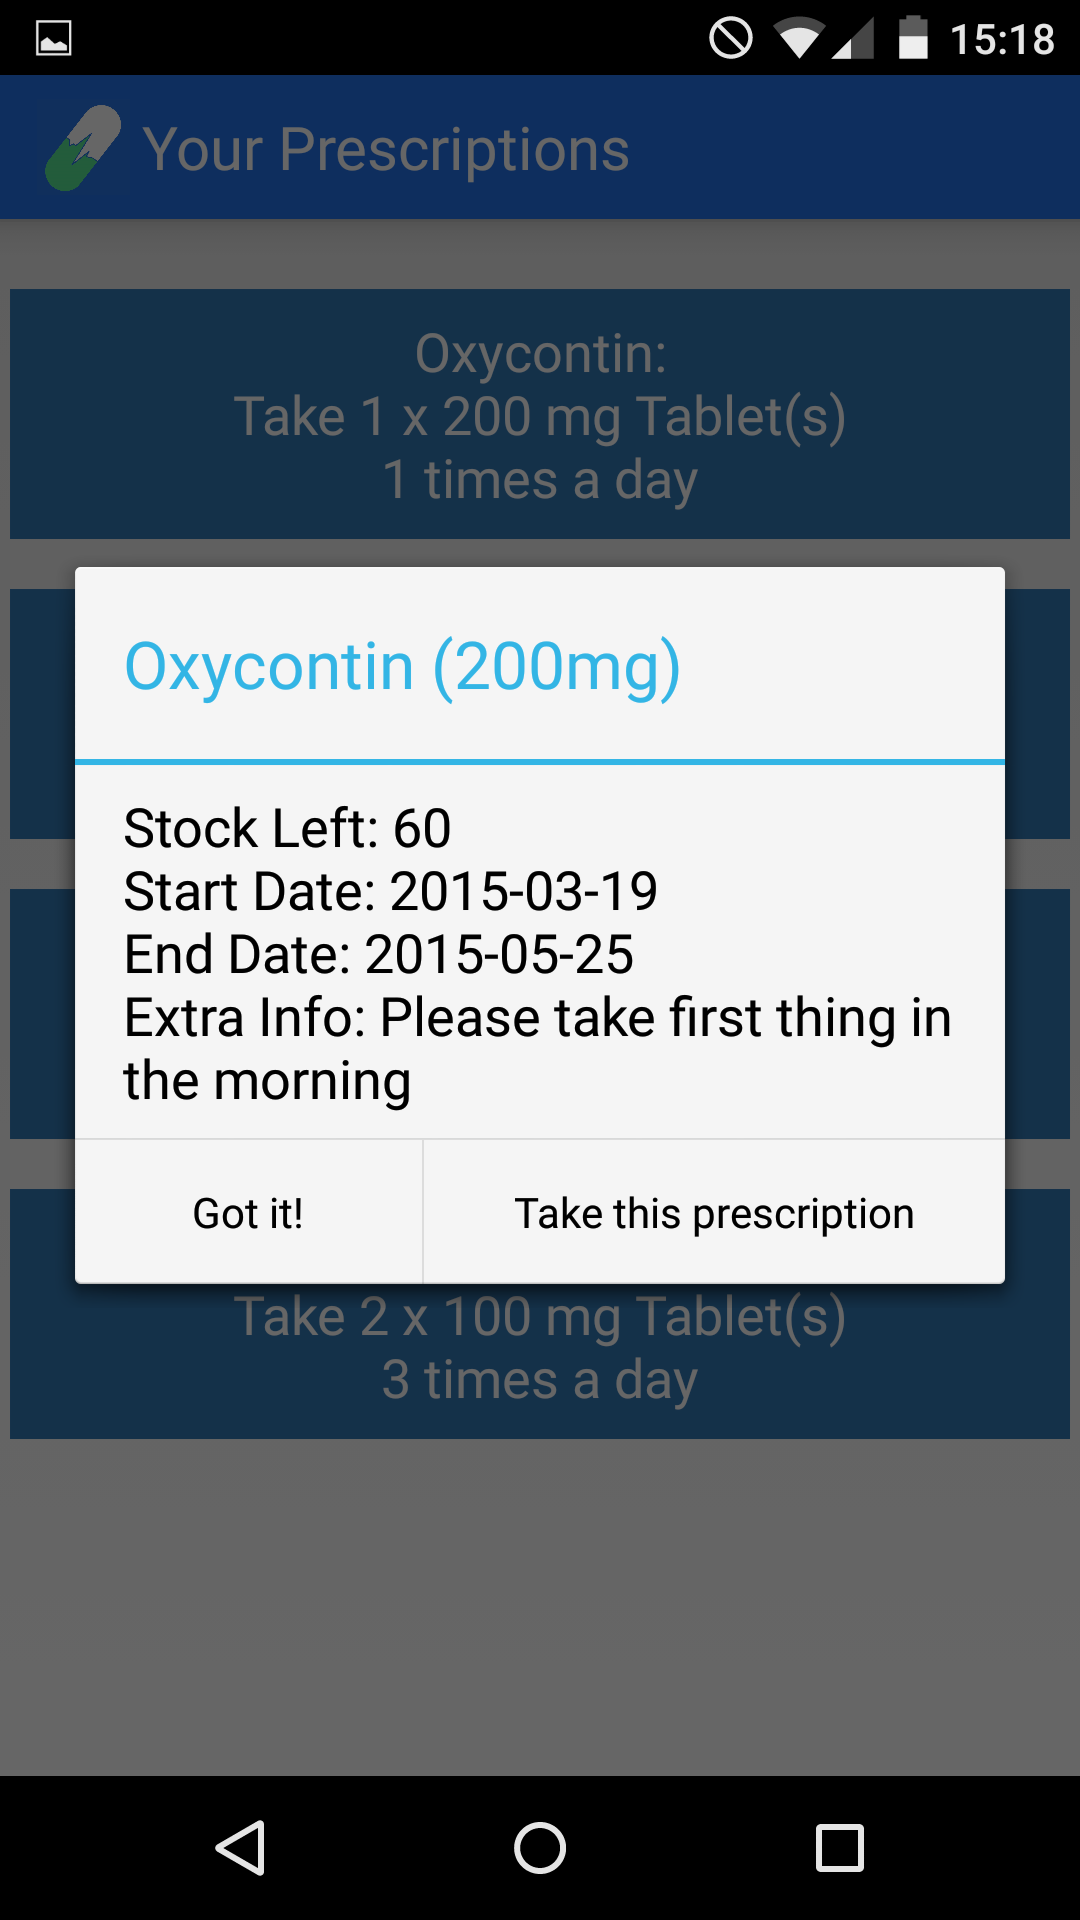 15:18
Your Prescriptions
Oxycontin:
Take 1 x 200 mg Tablet(s)
1 times a day
Oxycontin (200mg)
Stock Left: 60
Start Date: 2015-03-19
End Date: 2015-05-25
Extra Info: Please take first thing in
the morning
Got it!
Take this prescription
Take 2 x 100 mg Tablet(s)
3 times a day